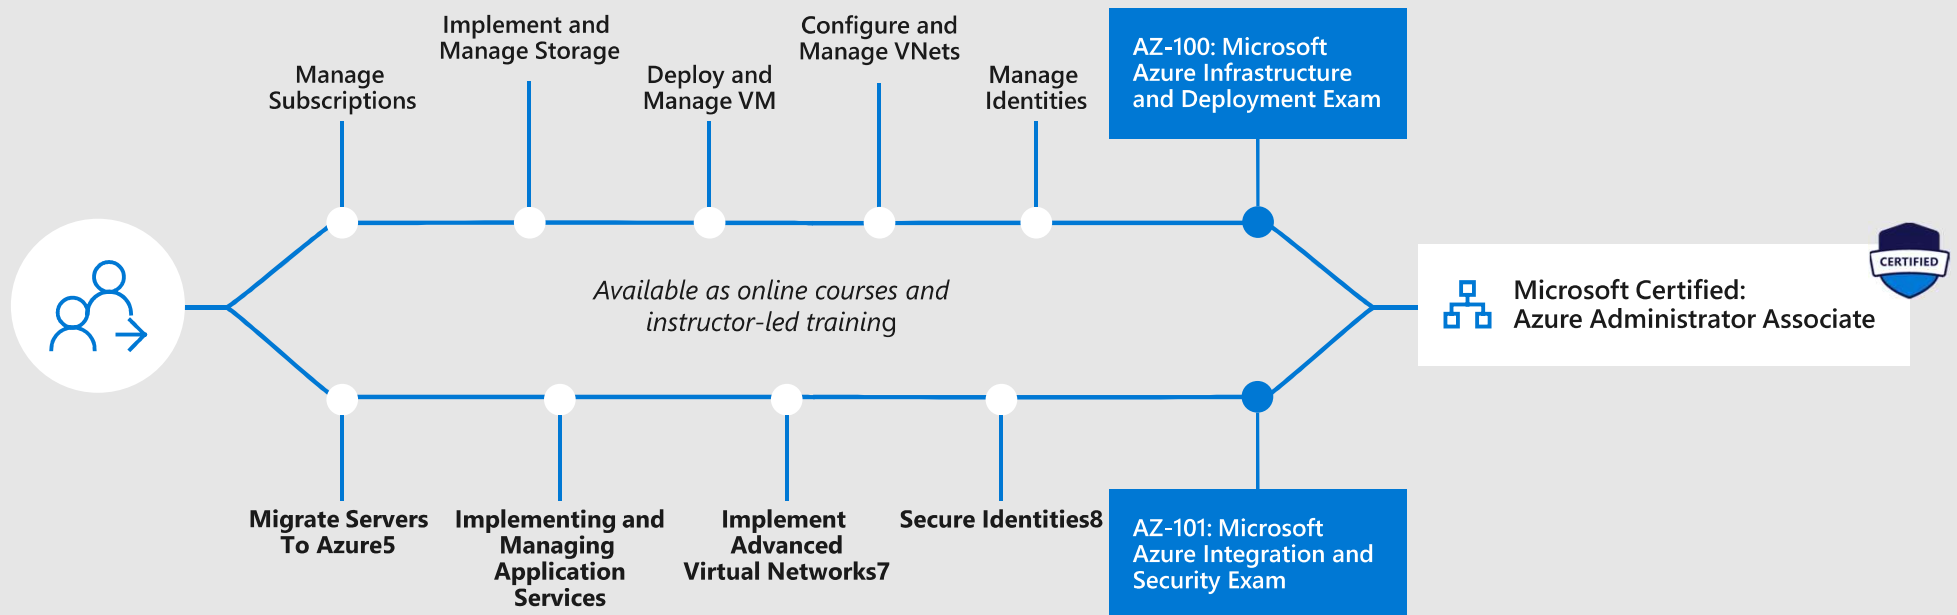 Manage
Subscriptions
Implement and
Manage Storage
Deploy and
Manage VM
Configure and
Manage VNets
Manage
Identities
AZ-100: Microsoft
Azure Infrastructure
and Deployment Exam
Available as online courses and
instructor-led training
CERTIFIED
Microsoft Certified:
Azure Administrator Associate
Migrate Servers
To Azure5
Implementing and
Managing
Application
Services
Implement
Advanced
Virtual Networks7
Secure Identities8
AZ-101: Microsoft
Azure Integration and
Security Exam